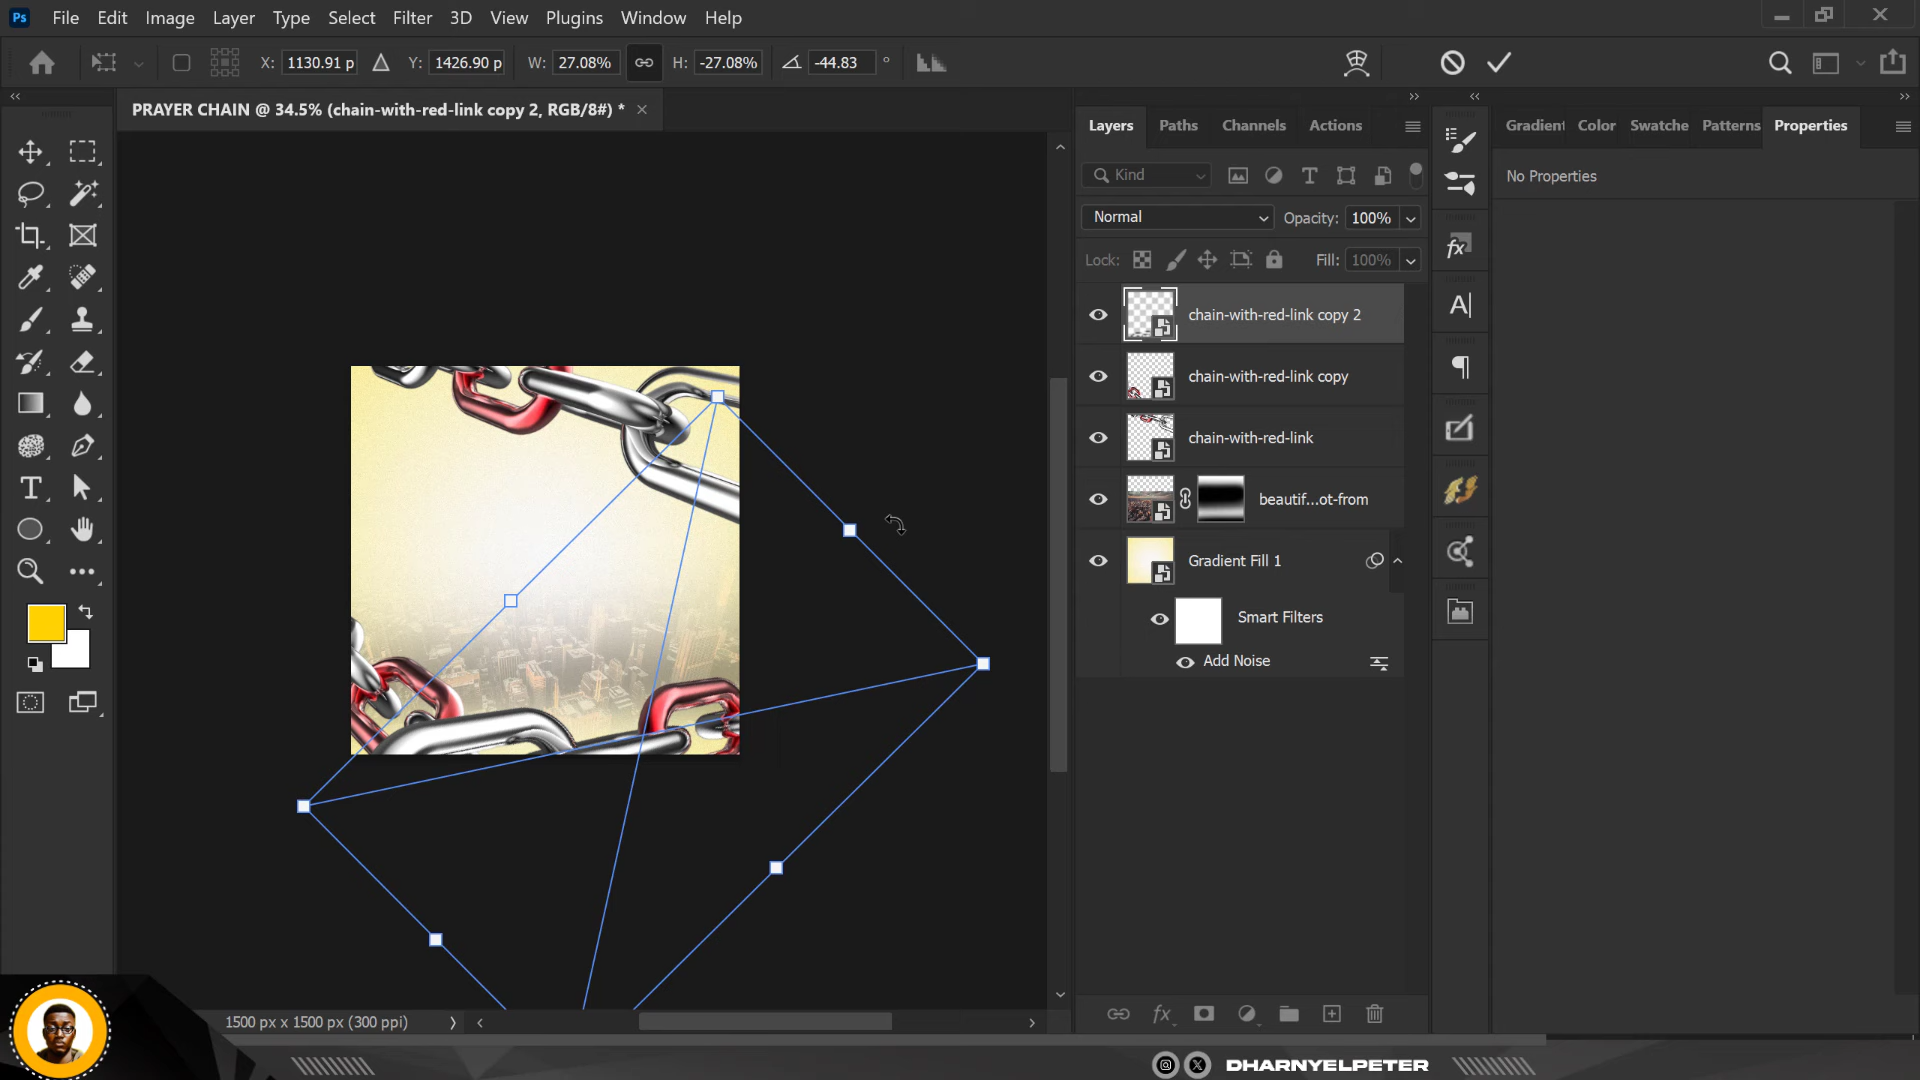 Ps File Edit Image Layer Type Select Filter 3D View Plugins Window Help
X: 1130.91 p Y: 1426.90 p W: 27.08% H: -27.08% -44.83 °
PRAYER CHAIN @ 34.5% (chain-with-red-link copy 2, RGB/8#) *
Layers Paths Channels Actions
Gradient Color Swatche Patterns Properties
Kind
No Properties
Normal Opacity: 100%
Lock: Fill: 100%
chain-with-red-link copy 2
chain-with-red-link copy
chain-with-red-link
beautif...ot-from
Gradient Fill 1
Smart Filters
Add Noise
1500 px x 1500 px (300 ppi)
DHARNYELPETER